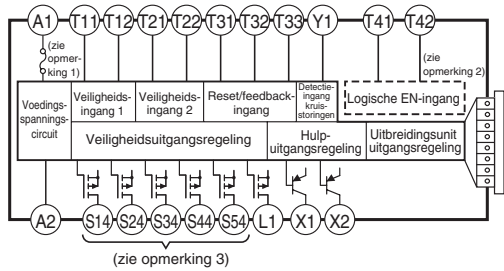 A1 T11 T12 T21 T22 T31 T32 T33 Y1 T41 T42
(zie
opmer-
king 1)
(zie
opmerking 2)
Voedings-
spannings-
circuit
Veiligheids-
ingang 1
Veiligheids-
ingang 2
Reset/feedback-
ingang
Detectie-
ingang
kruis-
storingen
Logische EN-ingang
Veiligheidsuitgangsregeling
Hulp-
uitgangsregeling
Uitbreidingsunit
uitgangsregeling
A2 S14 S24 S34 S44 S54 L1 X1 X2
(zie opmerking 3)